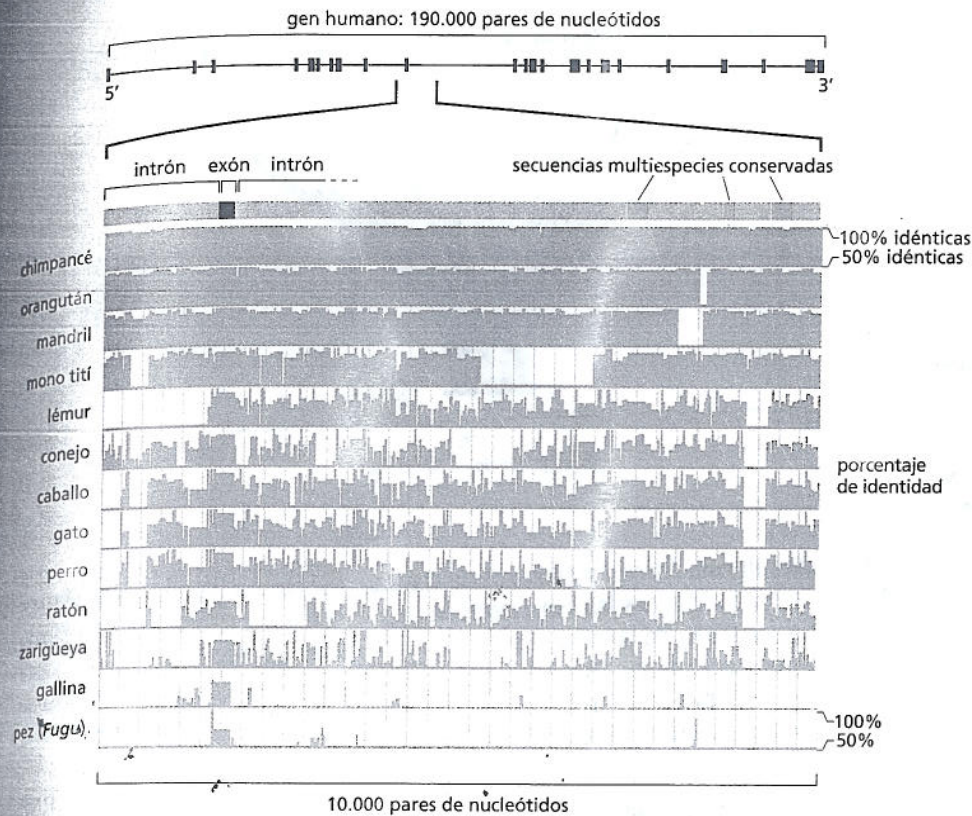 gen humano: 190.000 pares de nucleótidos
5'
3'
intrón exón intrón
secuencias multiespecies conservadas
100% idénticas
50% idénticas
chimpancé
orangután
mandril
mono tití
lémur
conejo
caballo
gato
perro
ratón
zarigüeya
gallina
pez (Fugu)
porcentaje
de identidad
100%
50%
10.000 pares de nucleótidos